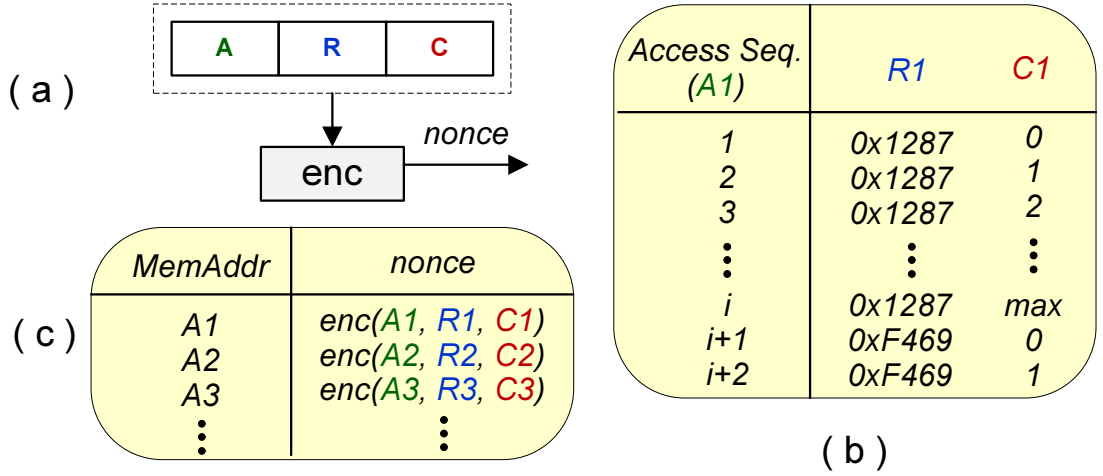 A R C
( a )
nonce
enc
MemAddr nonce
A1 enc(A1, R1, C1)
A2 enc(A2, R2, C2)
A3 enc(A3, R3, C3)
( c )
Access Seq. (A1) R1 C1
1 0x1287 0
2 0x1287 1
3 0x1287 2
i 0x1287 max
i+1 0xF469 0
i+2 0xF469 1
( b )